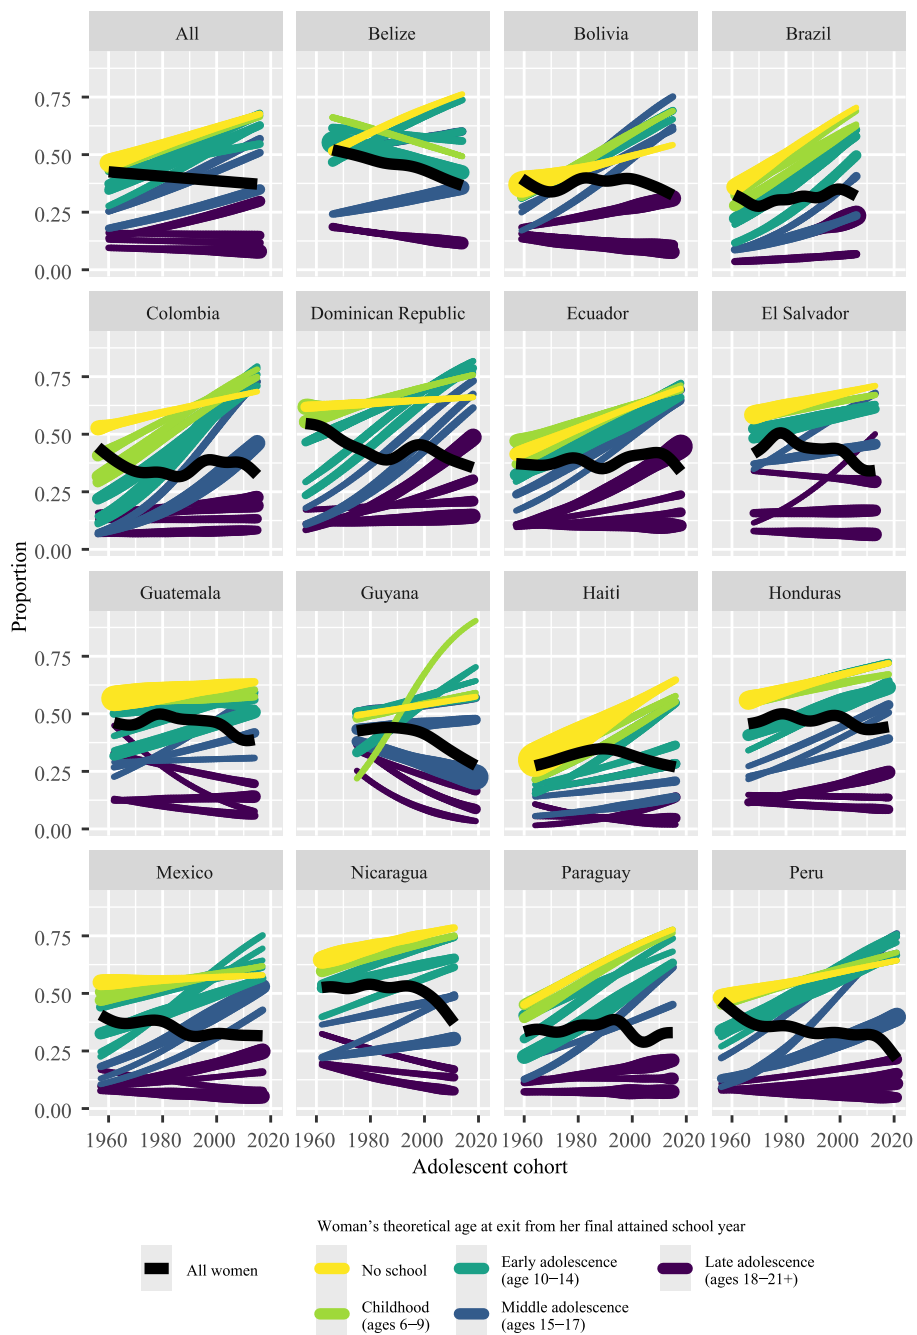 All Belize Bolivia Brazil
0.75
0.50
0.25
0.00
Colombia Dominican Republic Ecuador El Salvador
0.75
0.50
0.25
0.00
Proportion
Guatemala Guyana Haití Honduras
0.75
0.50
0.25
0.00
Mexico Nicaragua Paraguay Peru
0.75
0.50
0.25
0.00
1960 1980 2000 2020 1960 1980 2000 2020 1960 1980 2000 2020 1960 1980 2000 2020
Adolescent cohort
Woman's theoretical age at exit from her final attained school year
All women
No school
Childhood
(ages 6–9)
Early adolescence
(age 10–14)
Middle adolescence
(ages 15–17)
Late adolescence
(ages 18–21+)